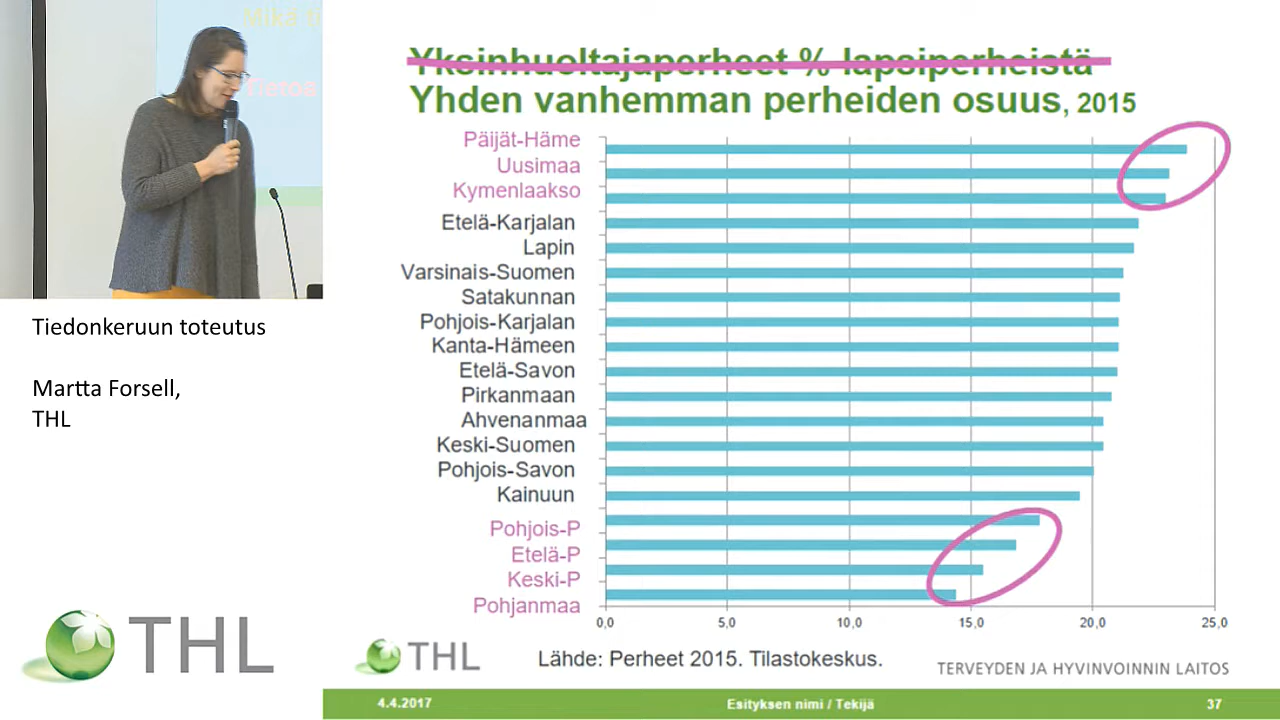 Mikä ti
Tietoa
Tiedonkeruun toteutus
Martta Forsell,
THL
THL
Yksinhuoltajaperheet % lapsiperheistä
Yhden vanhemman perheiden osuus, 2015
Päijät-Häme
Uusimaa
Kymenlaakso
Etelä-Karjalan
Lapin
Varsinais-Suomen
Satakunnan
Pohjois-Karjalan
Kanta-Hämeen
Etelä-Savon
Pirkanmaan
Ahvenanmaa
Keski-Suomen
Pohjois-Savon
Kainuun
Pohjois-P
Etelä-P
Keski-P
Pohjanmaa
0,0 5,0 10,0 15,0 20,0 25,0
THL
Lähde: Perheet 2015. Tilastokeskus.
TERVEYDEN JA HYVINVOINNIN LAITOS
4.4.2017 Esityksen nimi / Tekijä 37